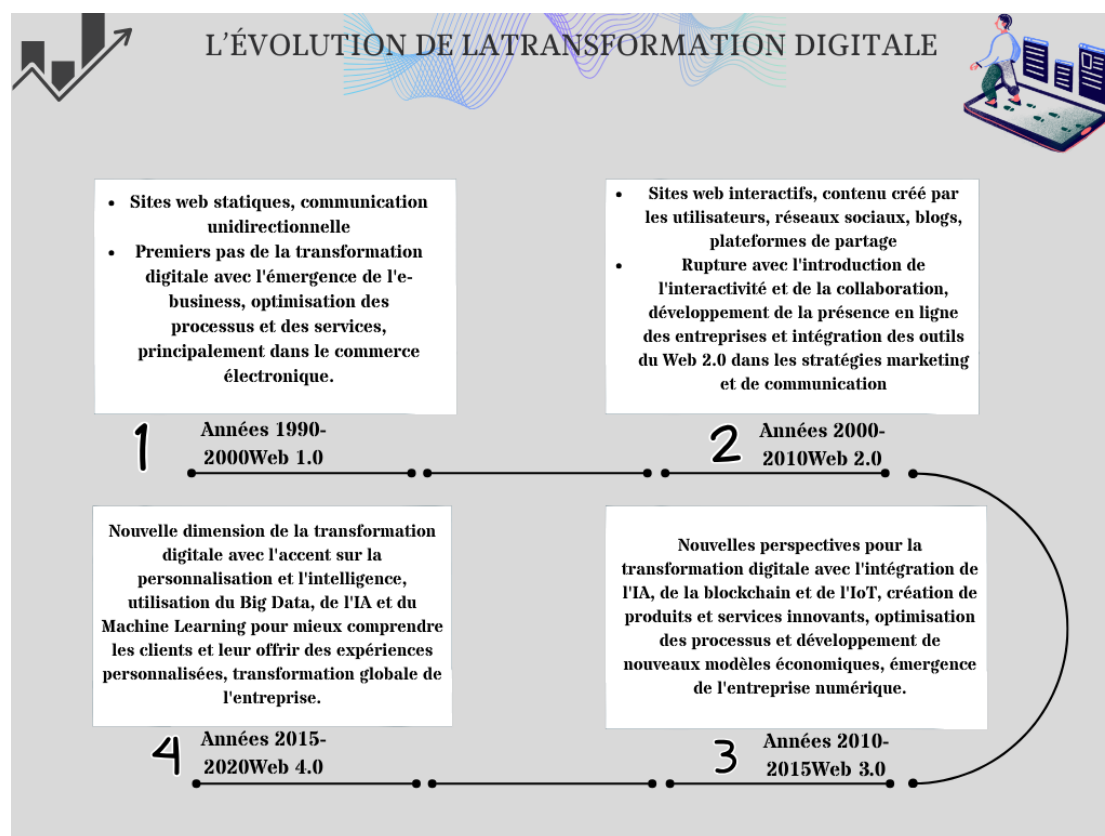 L'ÉVOLUTION DE LATRANSFORMATION DIGITALE
• Sites web statiques, communication
unidirectionnelle
• Premiers pas de la transformation
digitale avec l'émergence de l'e-
business, optimisation des
processus et des services,
principalement dans le commerce
électronique.
1
Années 1990-
2000Web 1.0
• Sites web interactifs, contenu créé par
les utilisateurs, réseaux sociaux, blogs,
plateformes de partage
• Rupture avec l'introduction de
l'interactivité et de la collaboration,
développement de la présence en ligne
des entreprises et intégration des outils
du Web 2.0 dans les stratégies marketing
et de communication
2
Années 2000-
2010Web 2.0
Nouvelles perspectives pour la
transformation digitale avec l'intégration de
l'IA, de la blockchain et de l'IoT, création de
produits et services innovants, optimisation
des processus et développement de
nouveaux modèles économiques, émergence
de l'entreprise numérique.
3
Années 2010-
2015Web 3.0
Nouvelle dimension de la transformation
digitale avec l'accent sur la
personnalisation et l'intelligence,
utilisation du Big Data, de l'IA et du
Machine Learning pour mieux comprendre
les clients et leur offrir des expériences
personnalisées, transformation globale de
l'entreprise.
4
Années 2015-
2020Web 4.0